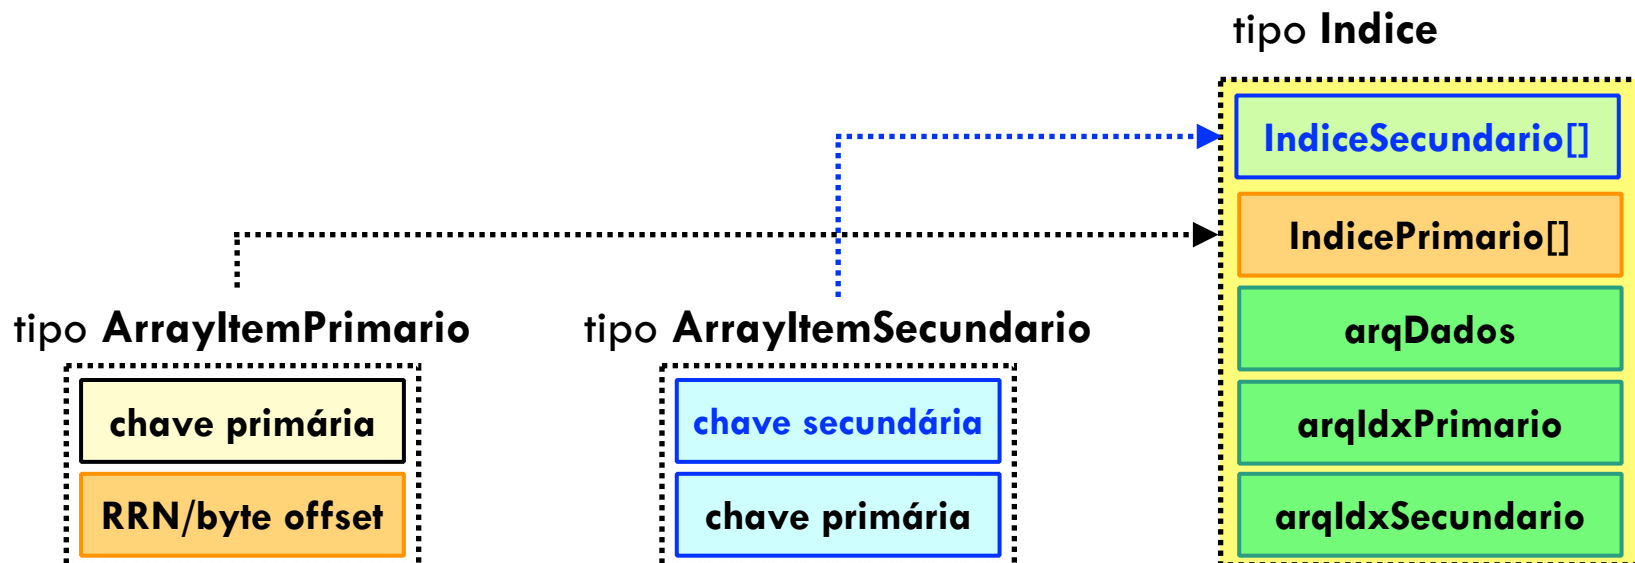 tipo Indice
IndiceSecundario[]
IndicePrimario[]
arqDados
arqIdxPrimario
arqIdxSecundario
tipo ArrayItemPrimario
chave primária
RRN/byte offset
tipo ArrayItemSecundario
chave secundária
chave primária